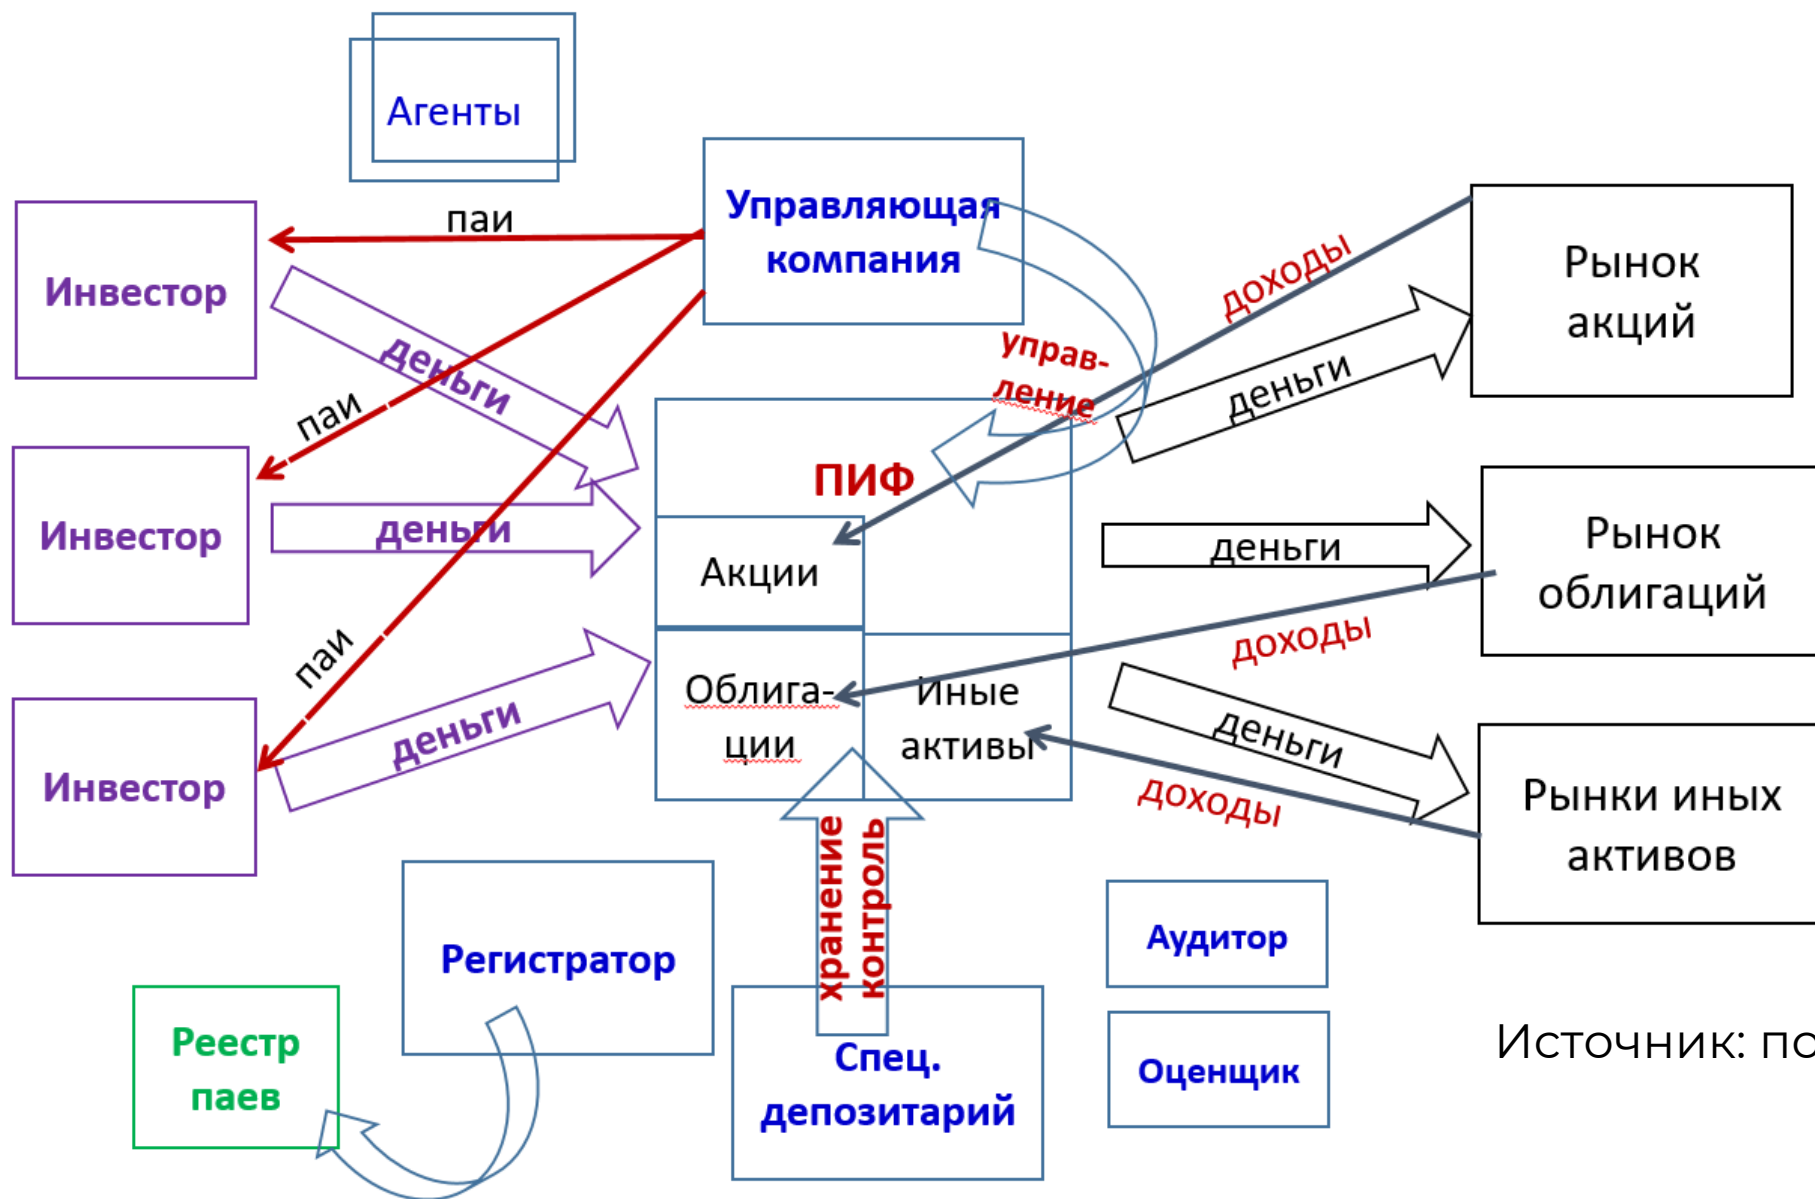 Агенты
Управляющая
компания
паи
Инвестор
деньги
паи
Инвестор
деньги
паи
Инвестор
деньги
управ-
ление
ПИФ
Акции
Облига-
ции
Иные
активы
доходы
деньги
Рынок
акций
деньги
Рынок
облигаций
доходы
деньги
доходы
Рынки иных
активов
хранение
контроль
Регистратор
Реестр
паев
Спец.
депозитарий
Аудитор
Оценщик
Источник: